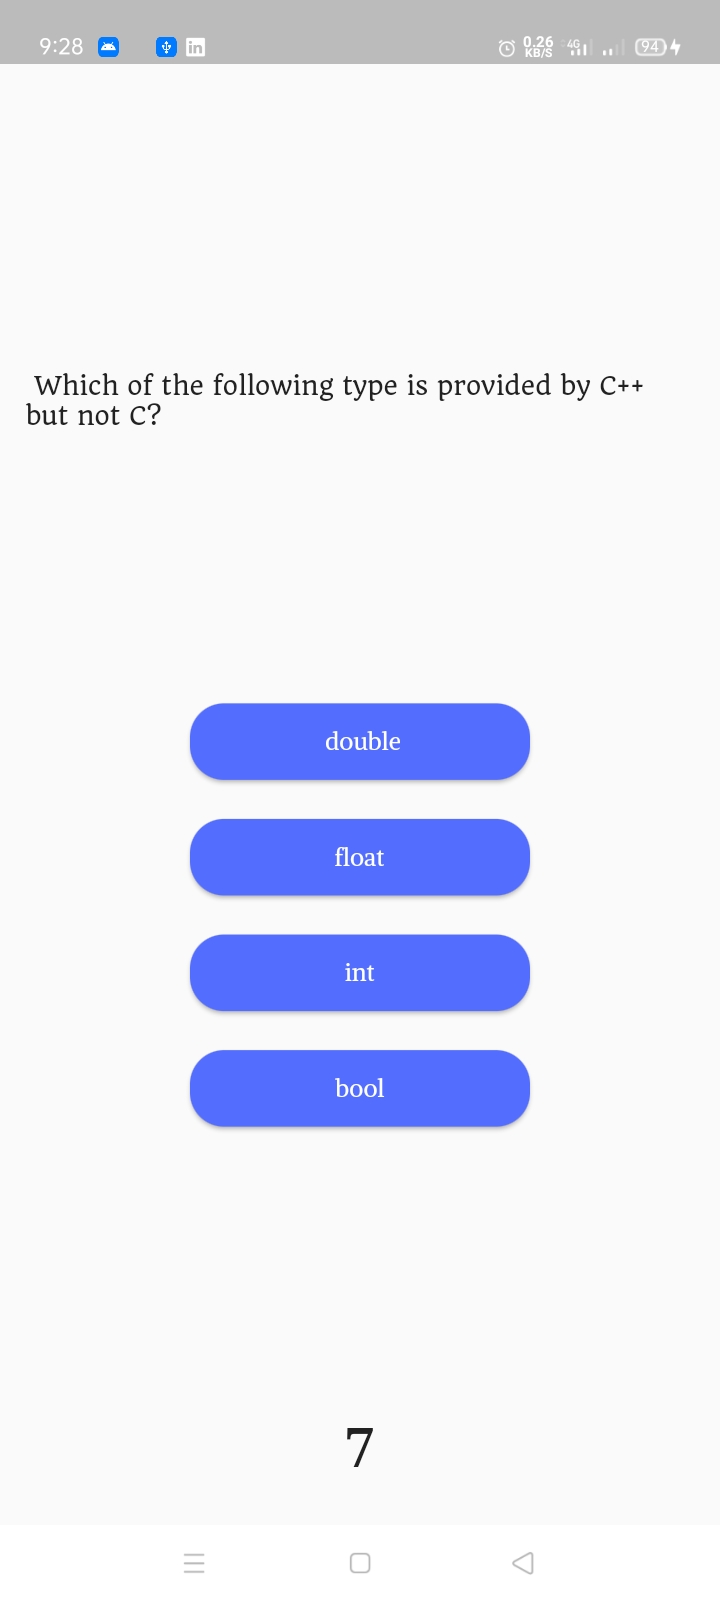 9:28 in 0.26 KB/S 4G 94
Which of the following type is provided by C++
but not C?
double
float
int
bool
7